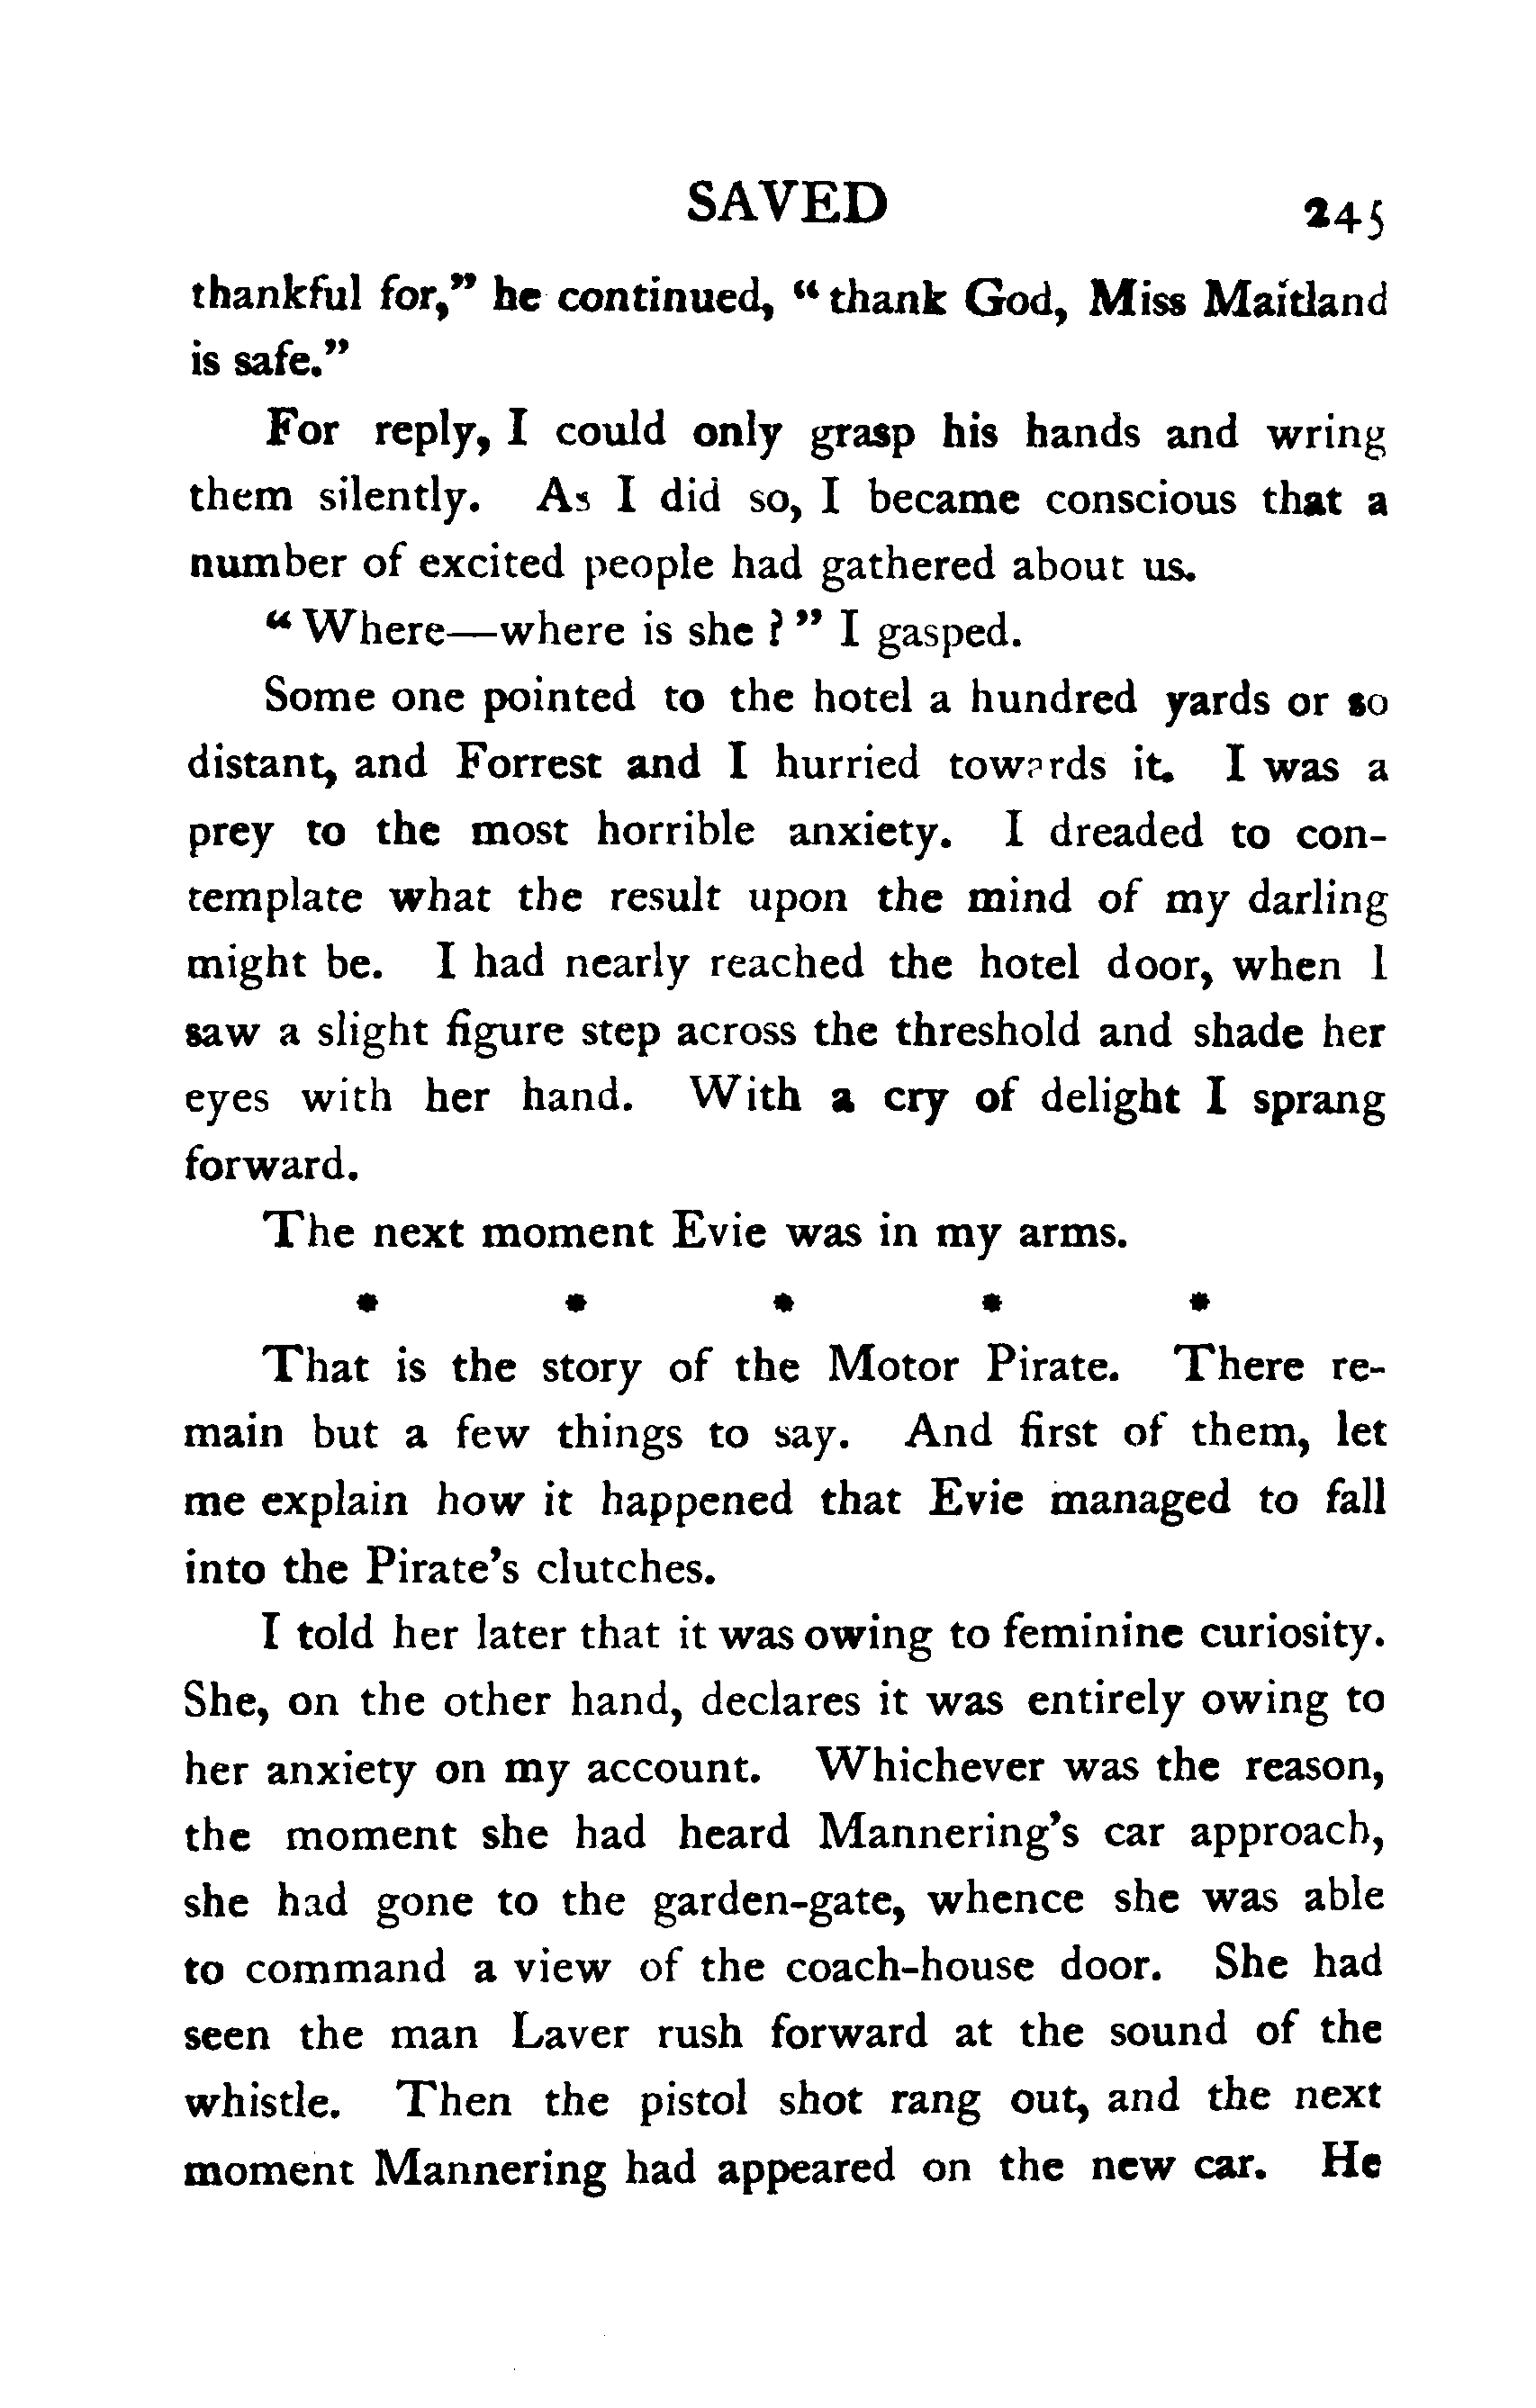 SAVED 245
thankful for," he continued, "thank God, Miss Maitland
is safe."
For reply, I could only grasp his hands and wring
them silently. As I did so, I became conscious that a
number of excited people had gathered about us.
"Where—where is she?" I gasped.
Some one pointed to the hotel a hundred yards or so
distant, and Forrest and I hurried towards it. I was a
prey to the most horrible anxiety. I dreaded to con-
template what the result upon the mind of my darling
might be. I had nearly reached the hotel door, when I
saw a slight figure step across the threshold and shade her
eyes with her hand. With a cry of delight I sprang
forward.
The next moment Evie was in my arms.
* * * * *
That is the story of the Motor Pirate. There re-
main but a few things to say. And first of them, let
me explain how it happened that Evie managed to fall
into the Pirate's clutches.
I told her later that it was owing to feminine curiosity.
She, on the other hand, declares it was entirely owing to
her anxiety on my account. Whichever was the reason,
the moment she had heard Mannering's car approach,
she had gone to the garden-gate, whence she was able
to command a view of the coach-house door. She had
seen the man Laver rush forward at the sound of the
whistle. Then the pistol shot rang out, and the next
moment Mannering had appeared on the new car. He